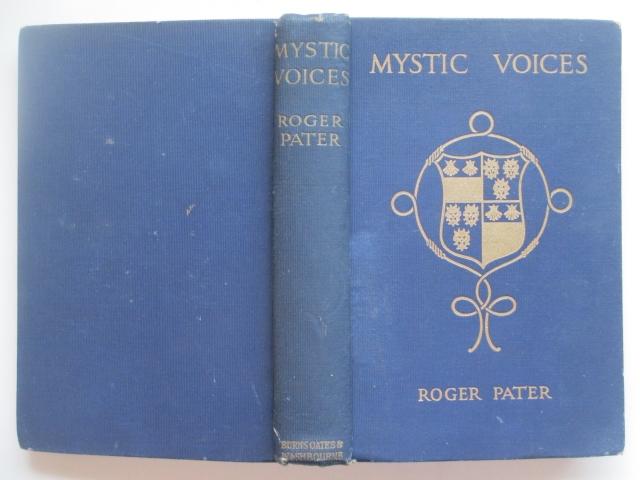 MYSTIC
VOICES
ROGER
PATER
BURNS OATES &
WASHBOURNE
MYSTIC VOICES
ROGER PATER